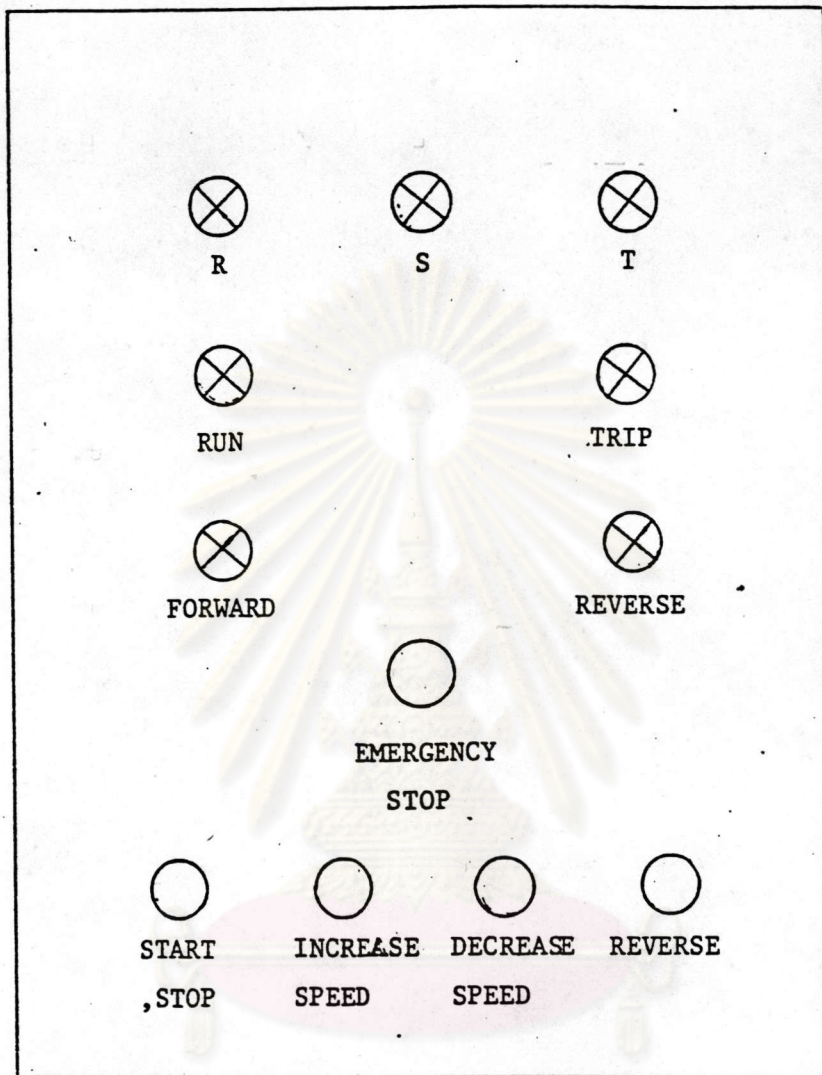 R S T
RUN TRIP
FORWARD REVERSE
EMERGENCY
STOP
START INCREASE DECREASE REVERSE
,STOP SPEED SPEED